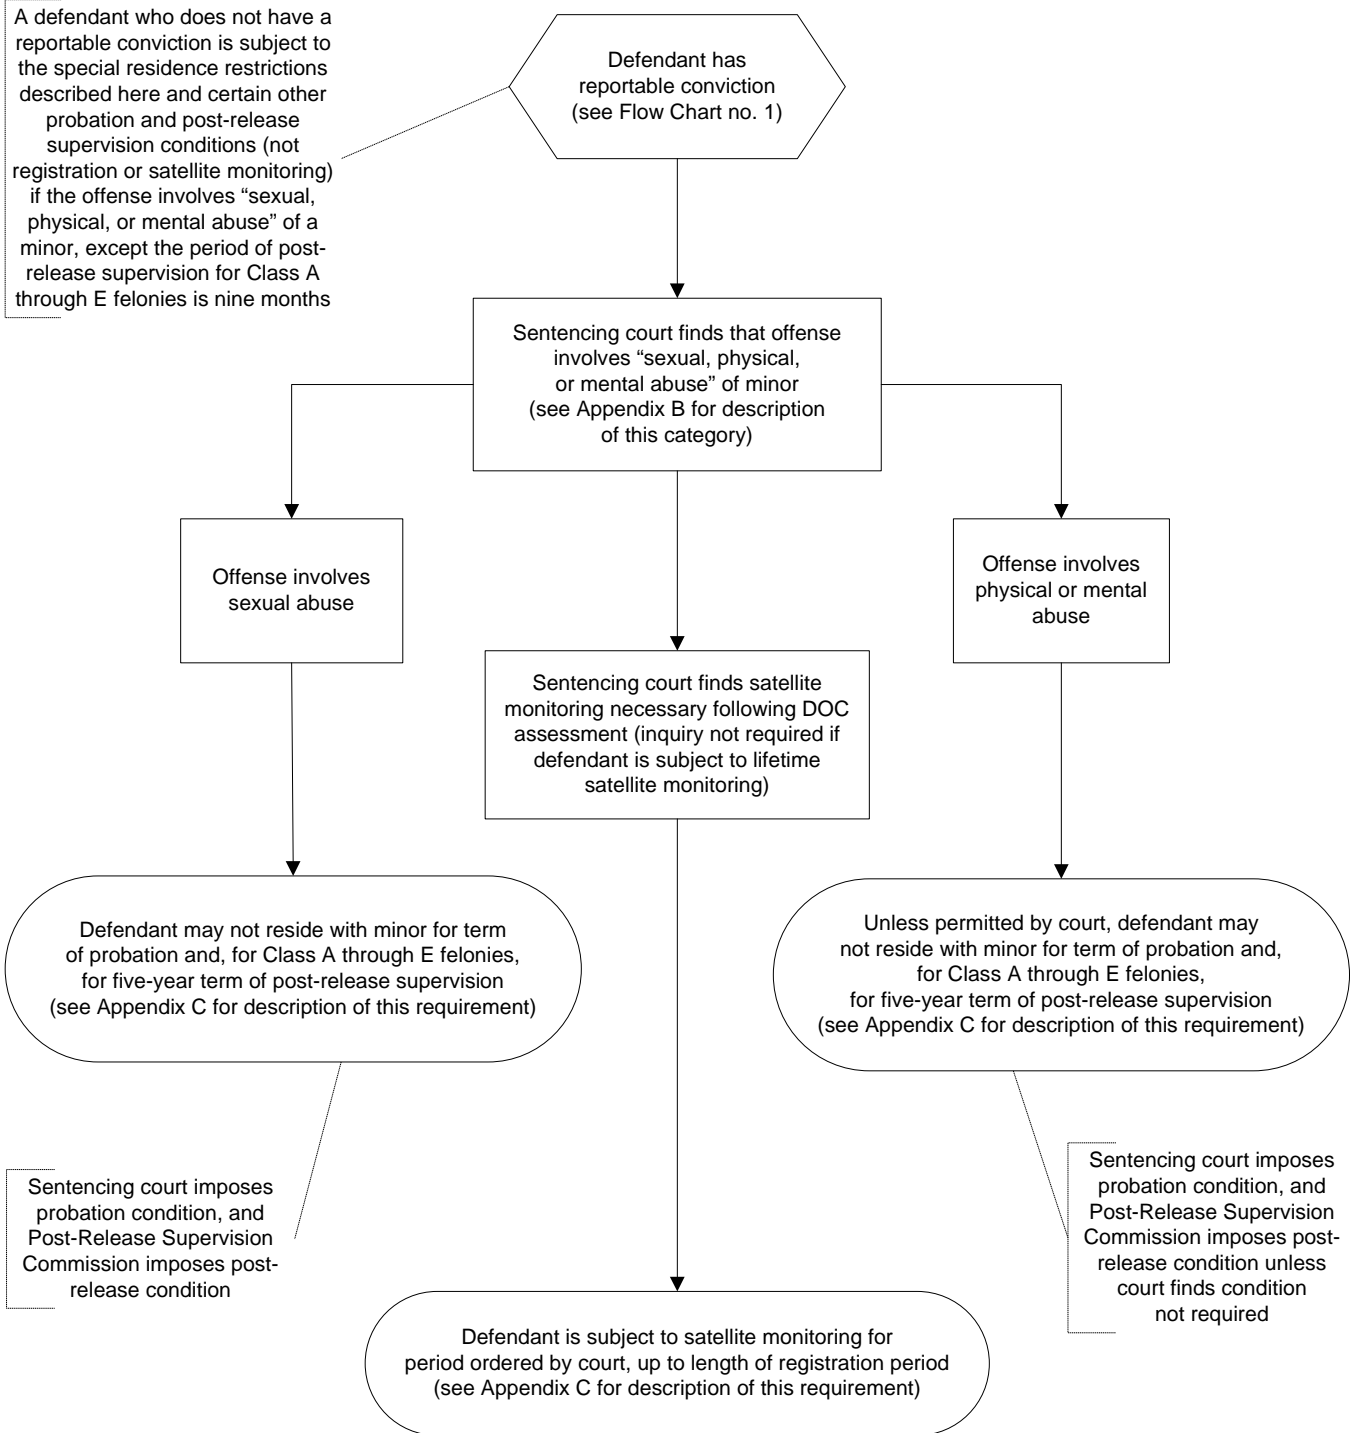 A defendant who does not have a
reportable conviction is subject to
the special residence restrictions
described here and certain other
probation and post-release
supervision conditions (not
registration or satellite monitoring)
if the offense involves “sexual,
physical, or mental abuse” of a
minor, except the period of post-
release supervision for Class A
through E felonies is nine months
Defendant has
reportable conviction
(see Flow Chart no. 1)
Sentencing court finds that offense
involves “sexual, physical,
or mental abuse” of minor
(see Appendix B for description
of this category)
Offense involves
sexual abuse
Offense involves
physical or mental
abuse
Sentencing court finds satellite
monitoring necessary following DOC
assessment (inquiry not required if
defendant is subject to lifetime
satellite monitoring)
Defendant may not reside with minor for term
of probation and, for Class A through E felonies,
for five-year term of post-release supervision
(see Appendix C for description of this requirement)
Unless permitted by court, defendant may
not reside with minor for term of probation and,
for Class A through E felonies,
for five-year term of post-release supervision
(see Appendix C for description of this requirement)
Sentencing court imposes
probation condition, and
Post-Release Supervision
Commission imposes post-
release condition
Sentencing court imposes
probation condition, and
Post-Release Supervision
Commission imposes post-
release condition unless
court finds condition
not required
Defendant is subject to satellite monitoring for
period ordered by court, up to length of registration period
(see Appendix C for description of this requirement)